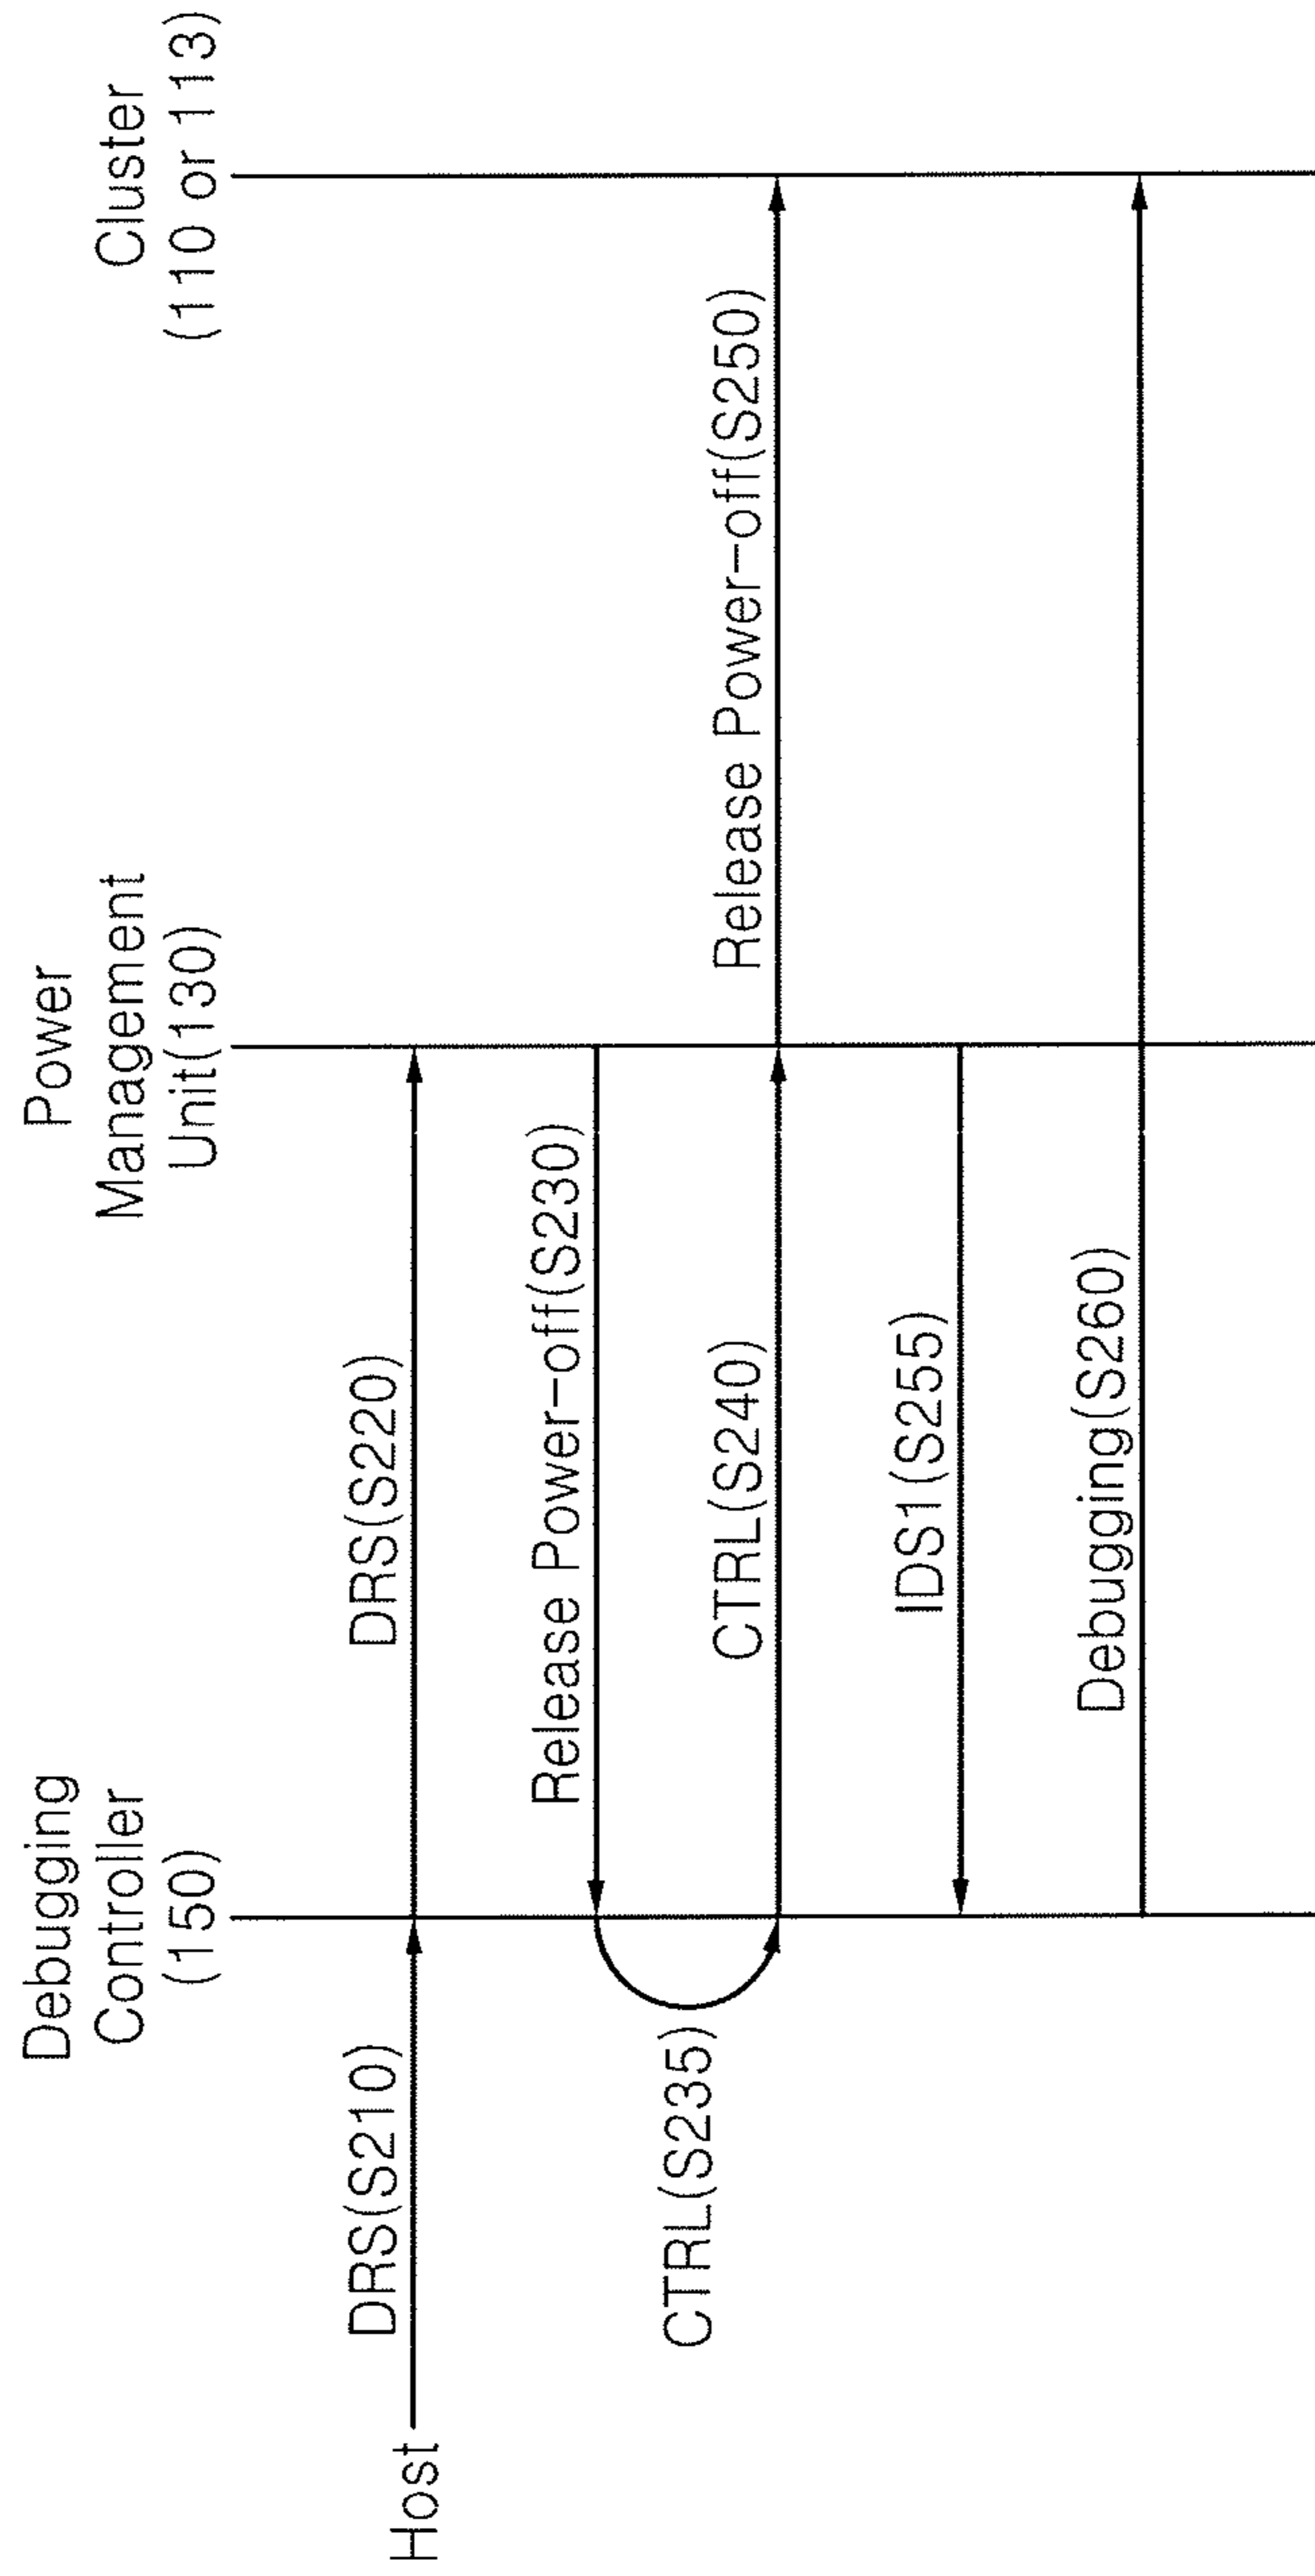 Debugging
Controller
(150)
Power
Management
Unit(130)
Cluster
(110 or 113)
Host
DRS(S210)
DRS(S220)
Release Power-off(S230)
CTRL(S235)
CTRL(S240)
Release Power-off(S250)
IDS1(S255)
Debugging(S260)